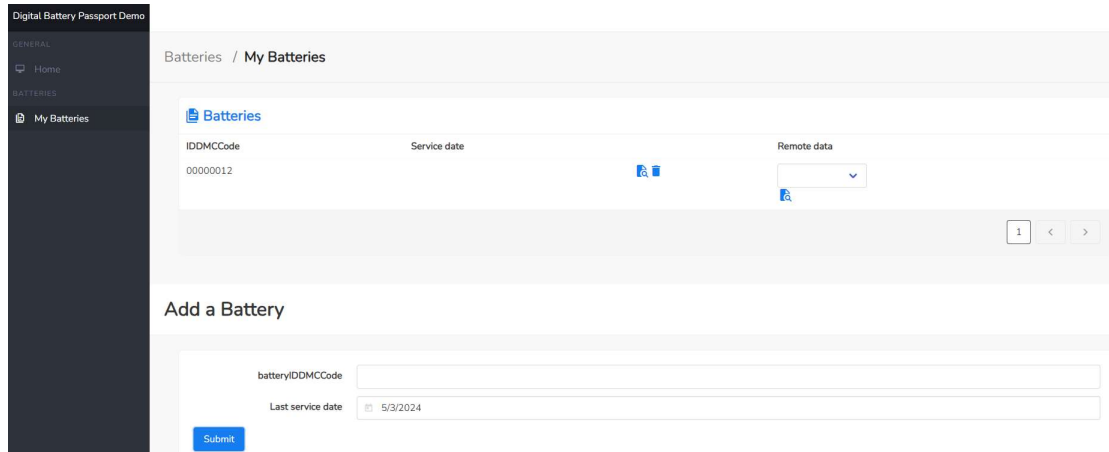 Digital Battery Passport Demo
GENERAL
Home
BATTERIES
My Batteries
Batteries / My Batteries
Batteries
IDDMCCode Service date Remote data
00000012
1 < >
Add a Battery
batteryIDDMCCode
Last service date 5/3/2024
Submit